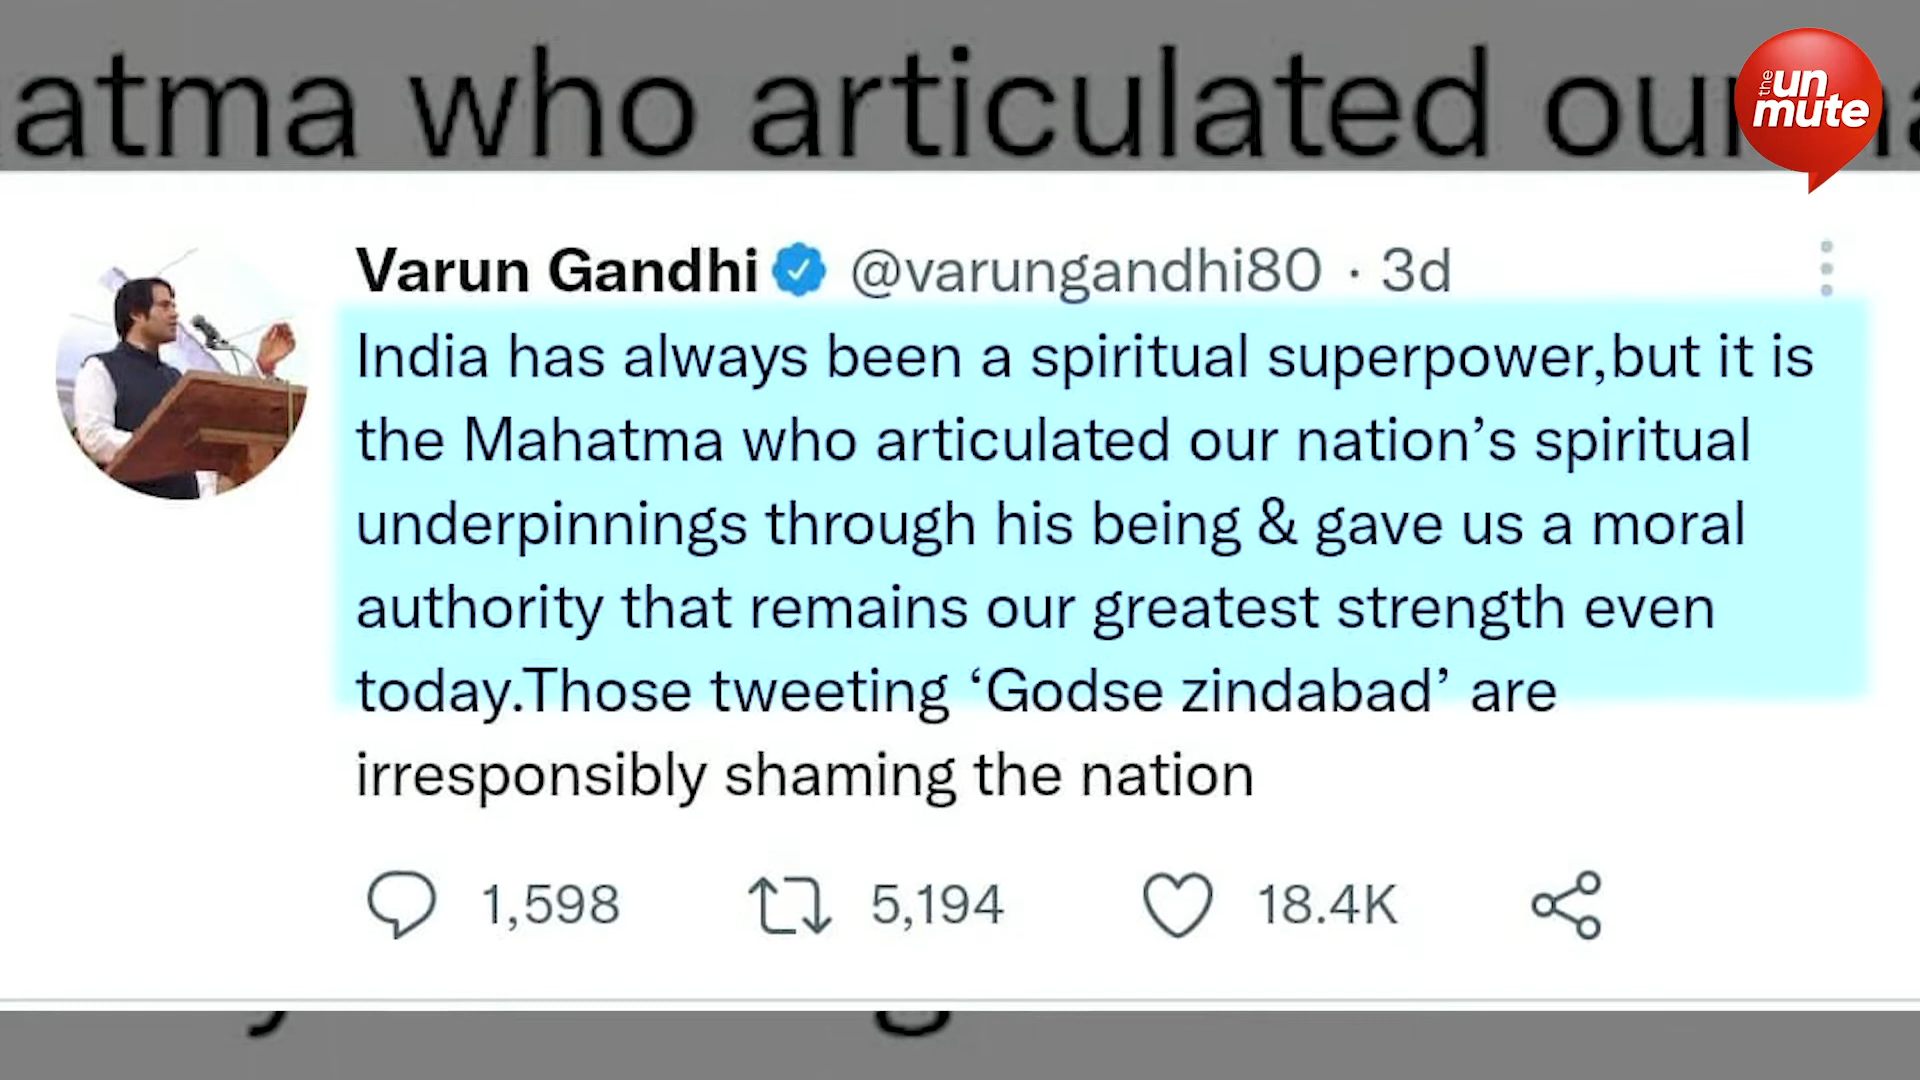 atma who articulated our
the un
mute
Varun Gandhi @varungandhi80 · 3d
India has always been a spiritual superpower,but it is
the Mahatma who articulated our nation’s spiritual
underpinnings through his being & gave us a moral
authority that remains our greatest strength even
today.Those tweeting ‘Godse zindabad’ are
irresponsibly shaming the nation
1,598 5,194 18.4K